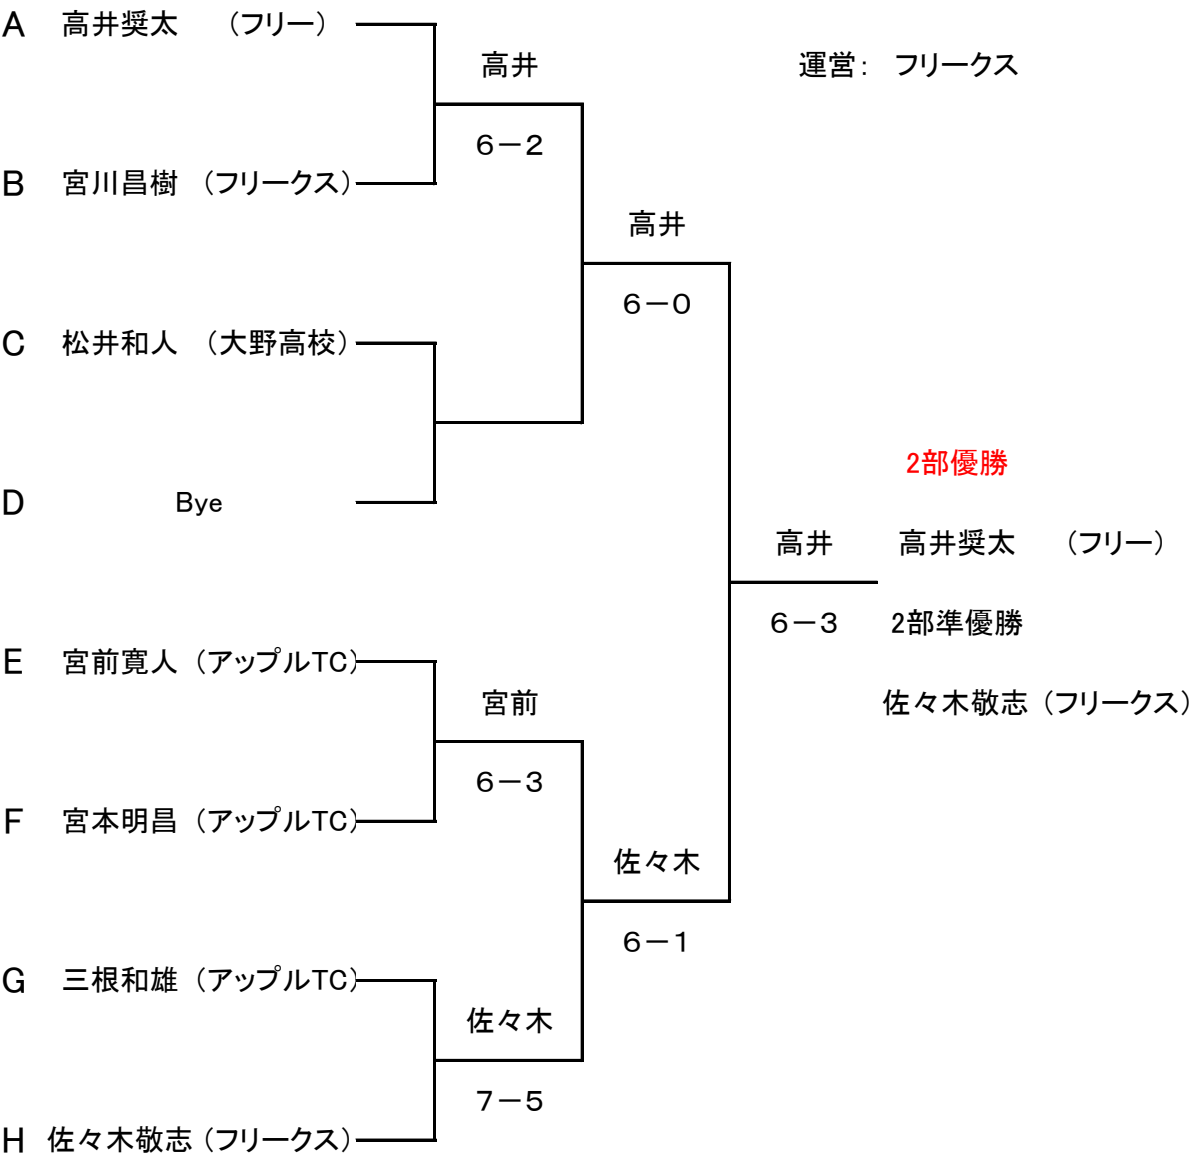 A 高井奨太 （フリー）
高井
運営： フリークス
6－2
B 宮川昌樹 （フリークス）
高井
6－0
C 松井和人 （大野高校）
2部優勝
D Bye
高井 高井奨太 （フリー）
6－3 2部準優勝
E 宮前寛人 （アップルTC）
宮前
佐々木敬志 （フリークス）
6－3
F 宮本明昌 （アップルTC）
佐々木
6－1
G 三根和雄 （アップルTC）
佐々木
7－5
H 佐々木敬志 （フリークス）